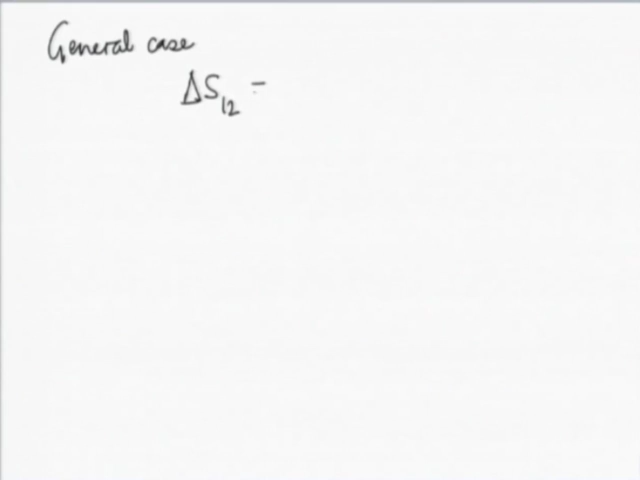 General case
ΔS₁₂ =